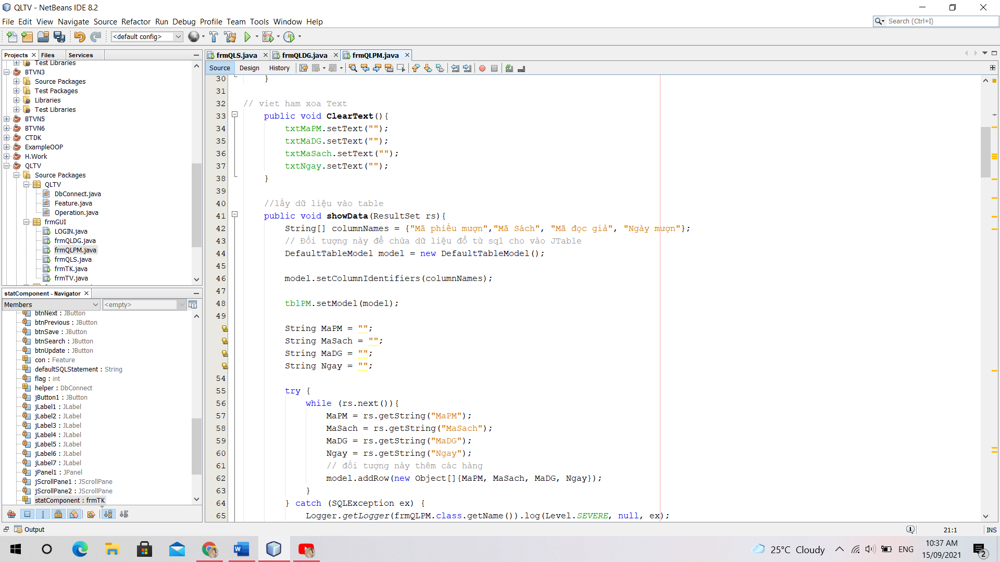 QLTV - NetBeans IDE 8.2
File Edit View Navigate Source Refactor Run Debug Profile Team Tools Window Help
Search (Ctrl+I)
<default config>
Projects Files Services
Test Libraries
BTVN3
Source Packages
Test Packages
Libraries
Test Libraries
BTVN5
BTVN6
CTDK
ExampleOOP
H.Work
QLTV
Source Packages
QLTV
DbConnect.java
Feature.java
Operation.java
frmGUI
LOGIN.java
frmQLDG.java
frmQLPM.java
frmQLS.java
frmTK.java
frmTV.java
statComponent - Navigator
Members <empty>
btnNext : JButton
btnPrevious : JButton
btnSave : JButton
btnSearch : JButton
btnUpdate : JButton
con : Feature
defaultSQLStatement : String
flag : int
helper : DbConnect
jButton1 : JButton
jLabel1 : JLabel
jLabel2 : JLabel
jLabel3 : JLabel
jLabel4 : JLabel
jLabel5 : JLabel
jLabel6 : JLabel
jLabel7 : JLabel
jPanel1 : JPanel
jScrollPane1 : JScrollPane
jScrollPane2 : JScrollPane
statComponent : frmTK
frmQLS.java frmQLDG.java frmQLPM.java
Source Design History
30 }
31
32 // viet ham xoa Text
33 public void ClearText(){
34 txtMaPM.setText("");
35 txtMaDG.setText("");
36 txtMaSach.setText("");
37 txtNgay.setText("");
38 }
39
40 //lấy dữ liệu vào table
41 public void showData(ResultSet rs){
42 String[] columnNames = {"Mã phiếu mượn","Mã Sách", "Mã đọc giả", "Ngày mượn"};
43 // Đối tượng này để chứa dữ liệu đổ từ sql cho vào JTable
44 DefaultTableModel model = new DefaultTableModel();
45
46 model.setColumnIdentifiers(columnNames);
47
48 tblPM.setModel(model);
49
String MaPM = "";
String MaSach = "";
String MaDG = "";
String Ngay = "";
54
55 try {
56 while (rs.next()){
57 MaPM = rs.getString("MaPM");
58 MaSach = rs.getString("MaSach");
59 MaDG = rs.getString("MaDG");
60 Ngay = rs.getString("Ngay");
61 // đối tượng này thêm các hàng
62 model.addRow(new Object[]{MaPM, MaSach, MaDG, Ngay});
63 }
64 } catch (SQLException ex) {
65 Logger.getLogger(frmQLPM.class.getName()).log(Level.SEVERE, null, ex);
Output
1
21:1
INS
25°C Cloudy
ENG
10:37 AM
15/09/2021
2